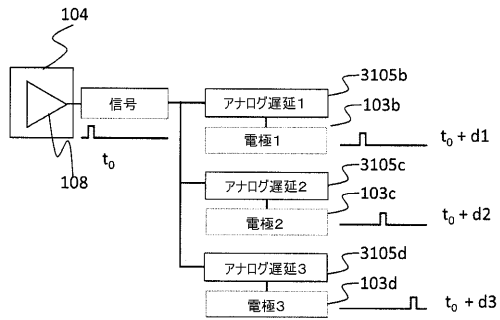 104
信号
t₀
108
アナログ遅延1
3105b
電極1
103b
t₀ + d1
アナログ遅延2
3105c
電極2
103c
t₀ + d2
アナログ遅延3
3105d
電極3
103d
t₀ + d3